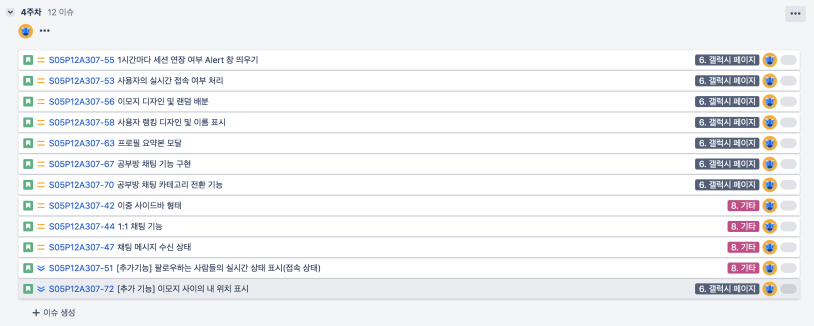 4주차 12 이슈
S05P12A307-55 1시간마다 세션 연장 여부 Alert 창 띄우기 6. 갤럭시 페이지
S05P12A307-53 사용자의 실시간 접속 여부 처리 6. 갤럭시 페이지
S05P12A307-56 이모지 디자인 및 랜덤 배분 6. 갤럭시 페이지
S05P12A307-58 사용자 랭킹 디자인 및 이름 표시 6. 갤럭시 페이지
S05P12A307-63 프로필 요약본 모달 6. 갤럭시 페이지
S05P12A307-67 공부방 채팅 기능 구현 6. 갤럭시 페이지
S05P12A307-70 공부방 채팅 카테고리 전환 기능 6. 갤럭시 페이지
S05P12A307-42 이중 사이드바 형태 8. 기타
S05P12A307-44 1:1 채팅 기능 8. 기타
S05P12A307-47 채팅 메시지 수신 상태 8. 기타
S05P12A307-51 [추가기능] 팔로우하는 사람들의 실시간 상태 표시(접속 상태) 8. 기타
S05P12A307-72 [추가 기능] 이모지 사이의 내 위치 표시 6. 갤럭시 페이지
+ 이슈 생성